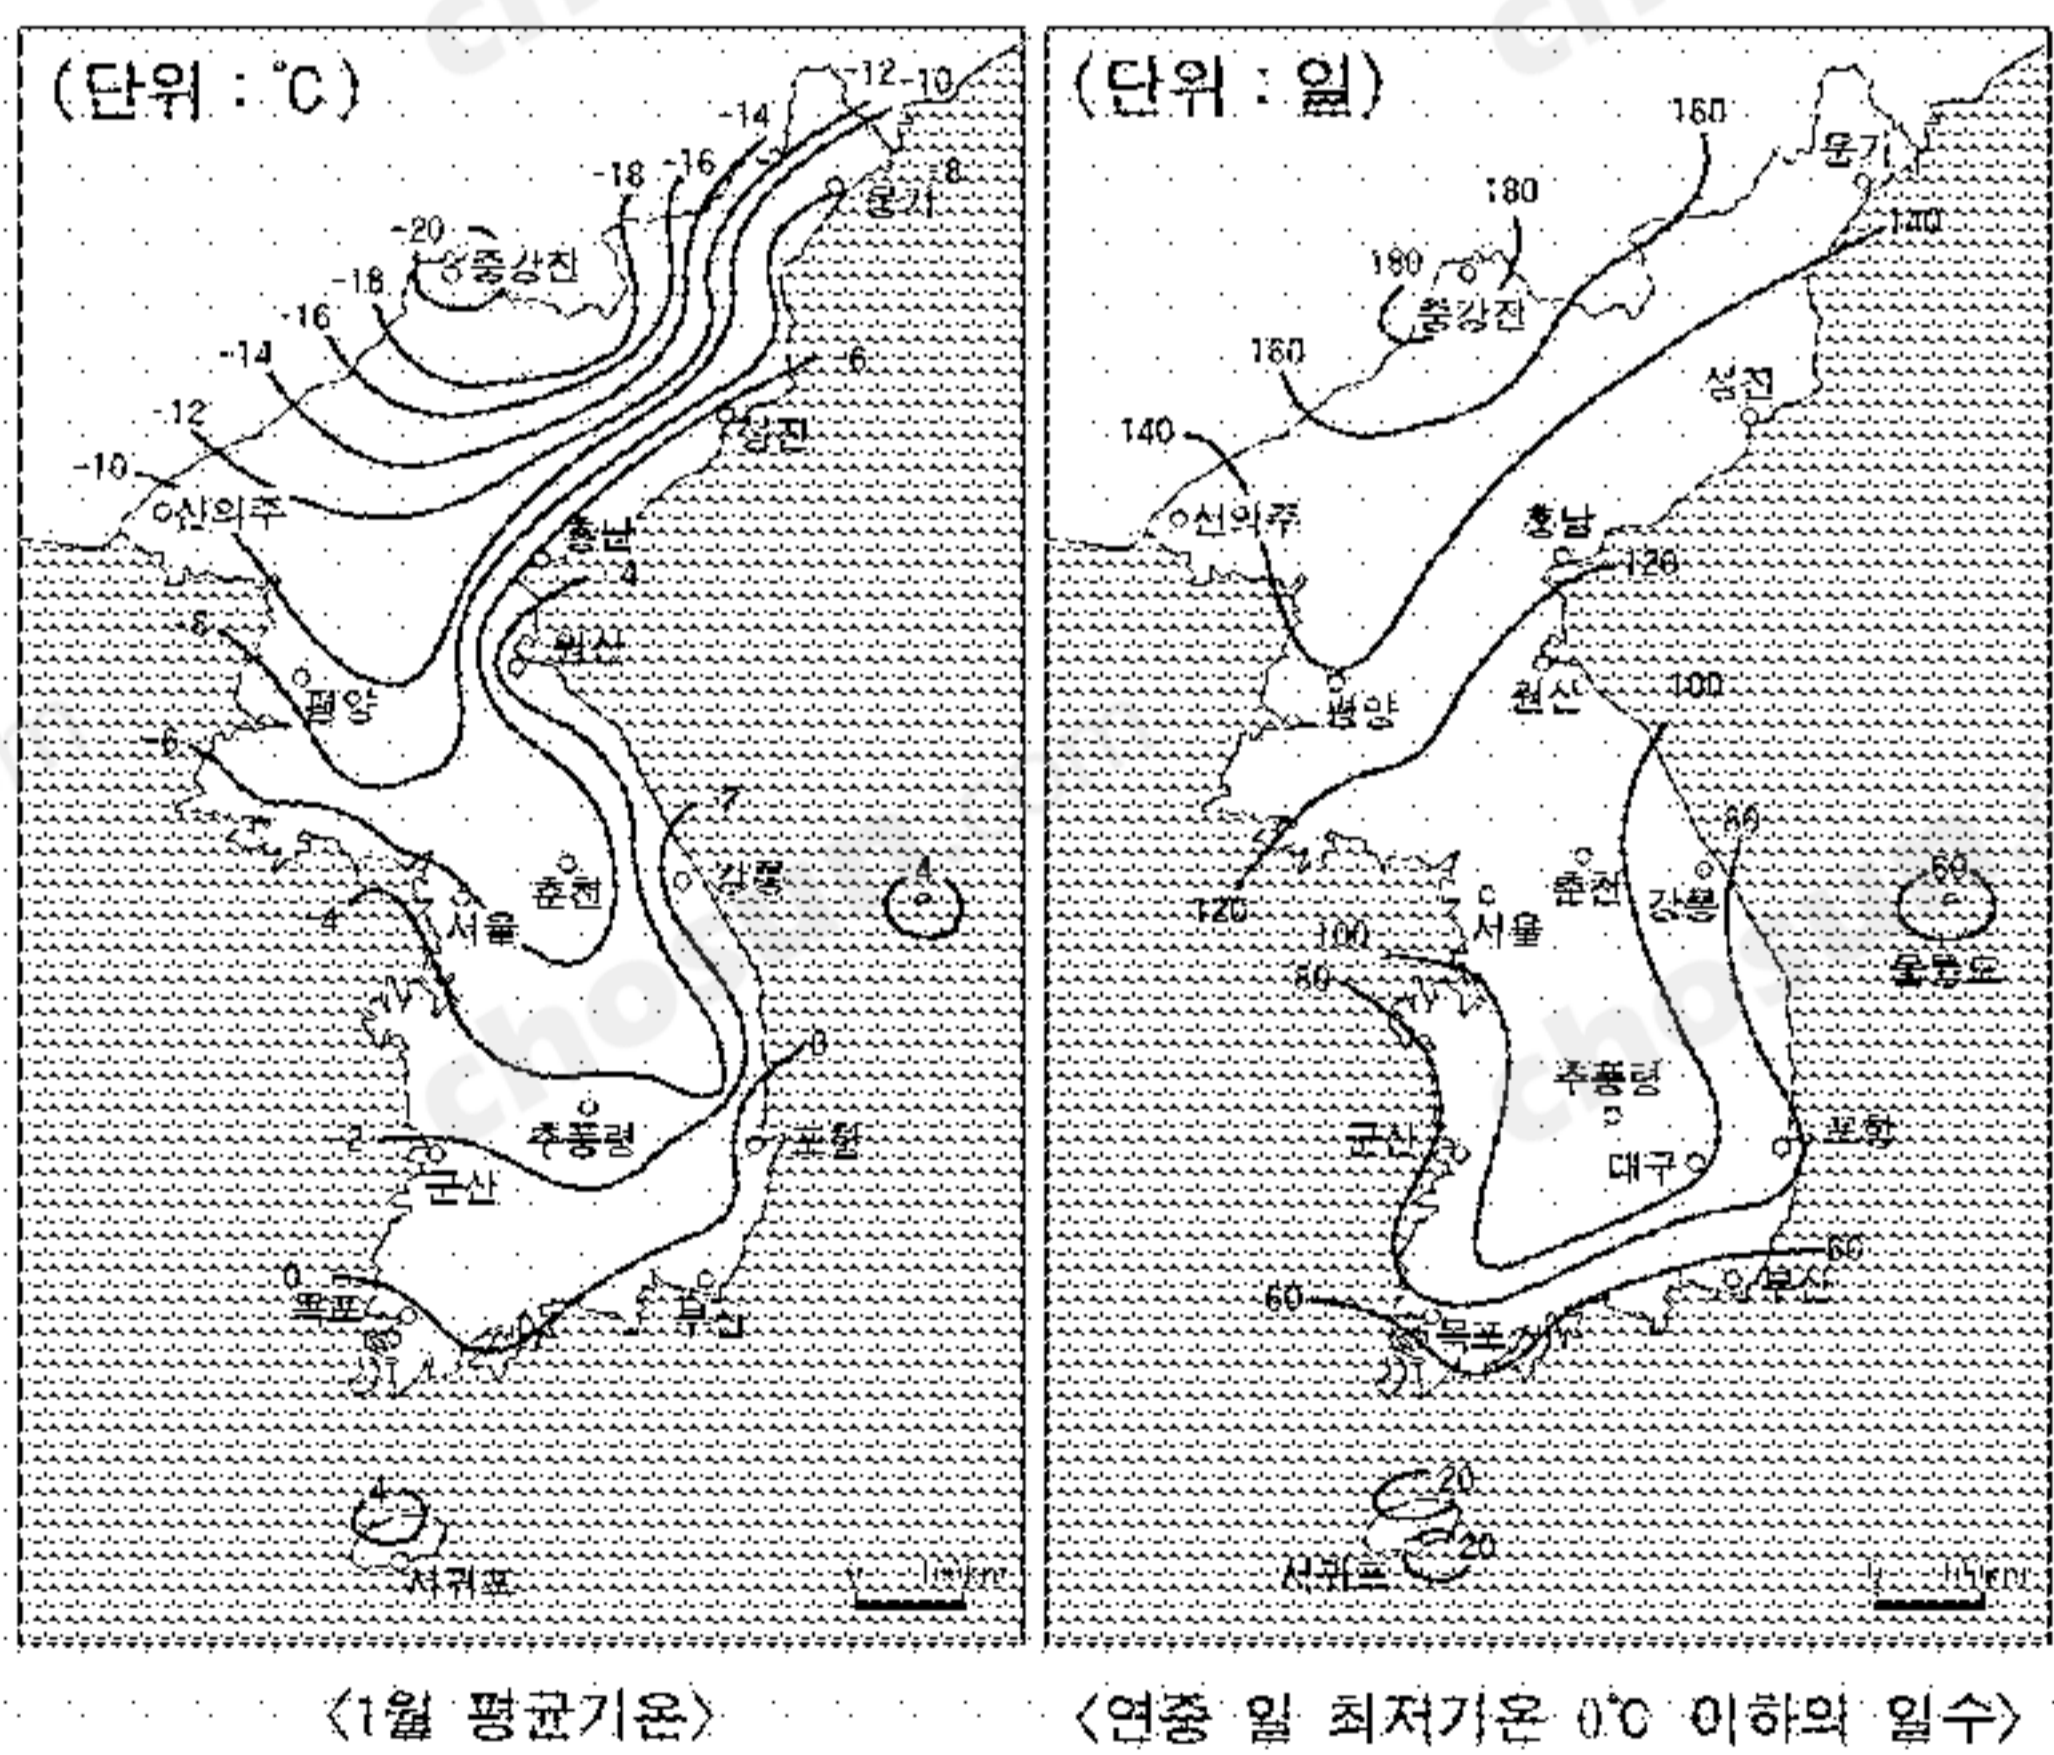 (단위 : ℃)
-12
-10
-14
-16
-18
-8
웅기
-20
중강진
-18
-16
-14
-6
-12
성진
-10
신의주
흥남
-4
원산
-8
평양
-6
강릉
4
춘천
서울
-4
0
추풍령
포항
-2
군산
0
목포
부산
4
서귀포
100km
<1월 평균기온>
(단위 : 일)
160
웅기
180
140
180
중강진
160
성진
140
신의주
흥남
120
원산
100
평양
80
춘천
강릉
60
울릉도
서울
120
100
80
추풍령
포항
군산
대구
60
부산
60
목포
20
20
서귀포
100km
<연중 일 최저기온 0℃ 이하의 일수>
chosun.com